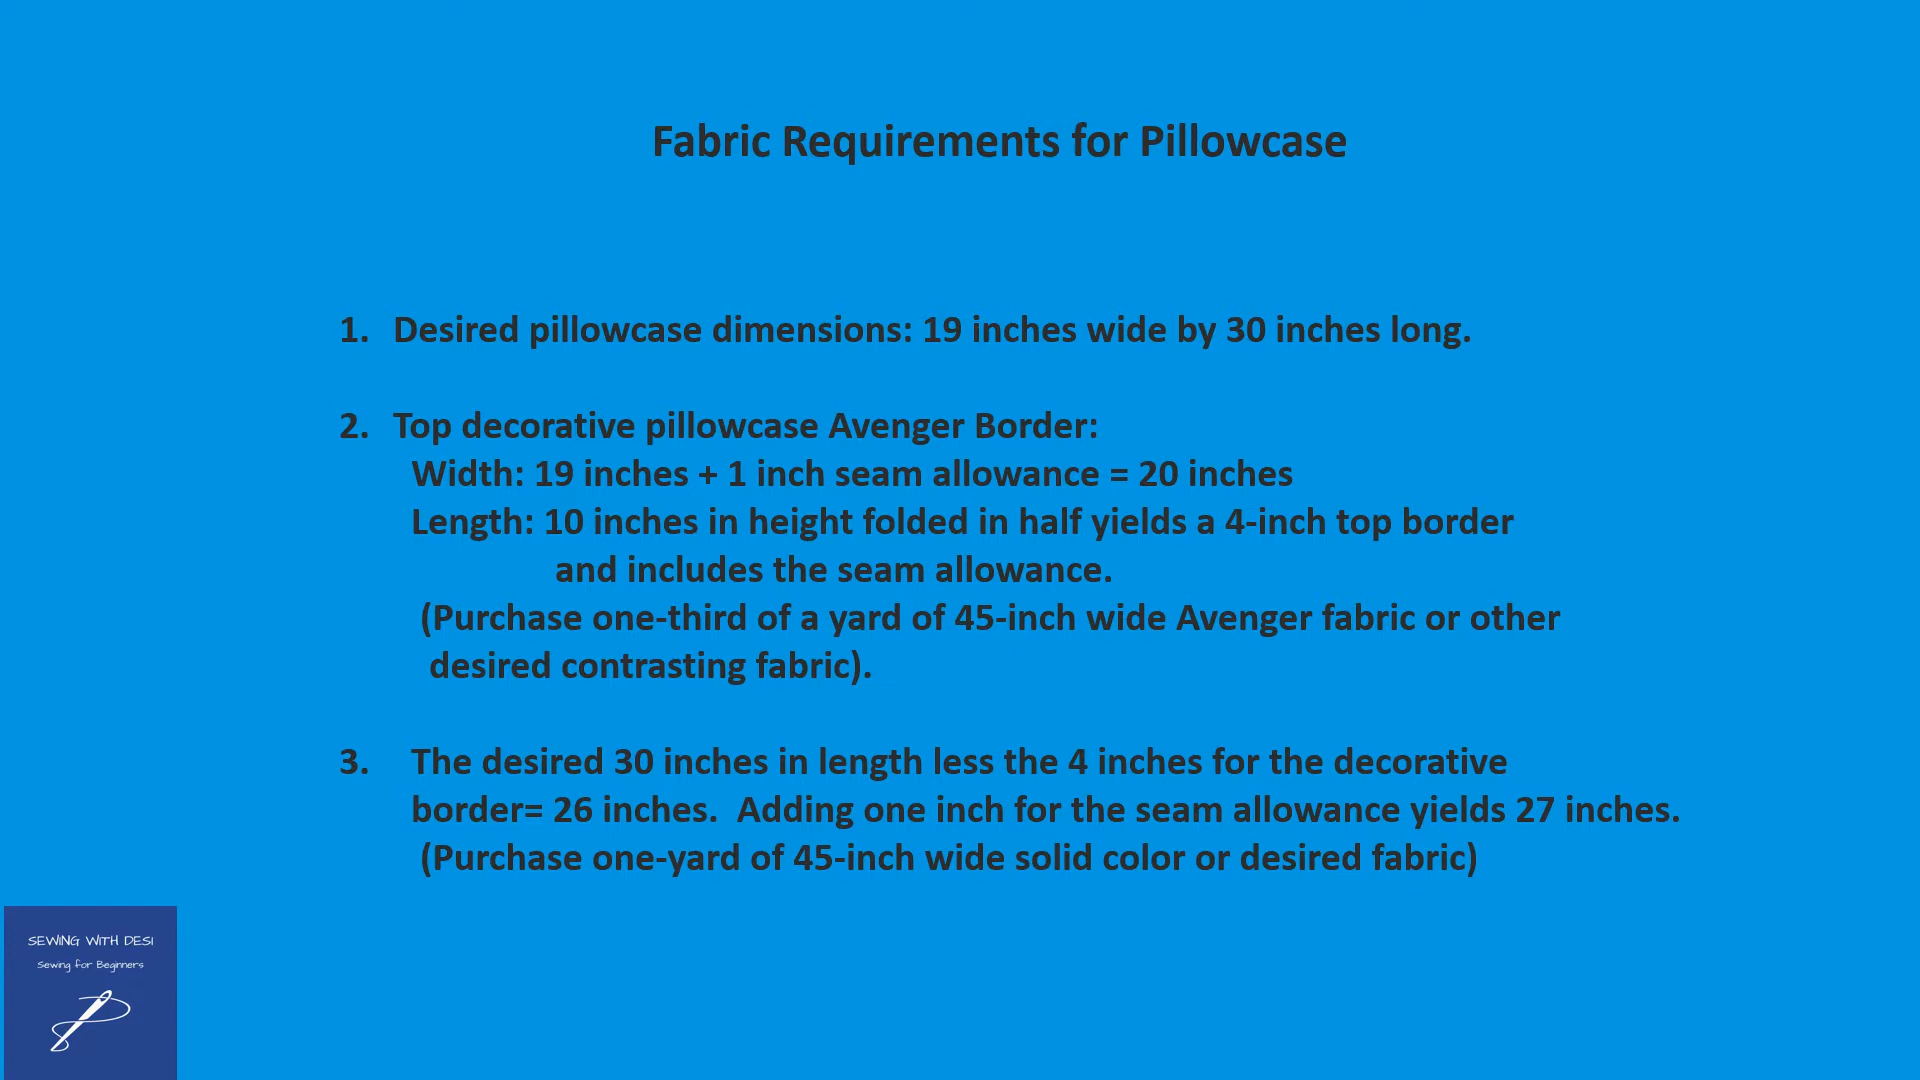 Fabric Requirements for Pillowcase
1. Desired pillowcase dimensions: 19 inches wide by 30 inches long.
2. Top decorative pillowcase Avenger Border:
Width: 19 inches + 1 inch seam allowance = 20 inches
Length: 10 inches in height folded in half yields a 4-inch top border
and includes the seam allowance.
(Purchase one-third of a yard of 45-inch wide Avenger fabric or other
desired contrasting fabric).
3. The desired 30 inches in length less the 4 inches for the decorative
border= 26 inches. Adding one inch for the seam allowance yields 27 inches.
(Purchase one-yard of 45-inch wide solid color or desired fabric)
SEWING WITH DESI
Sewing for Beginners